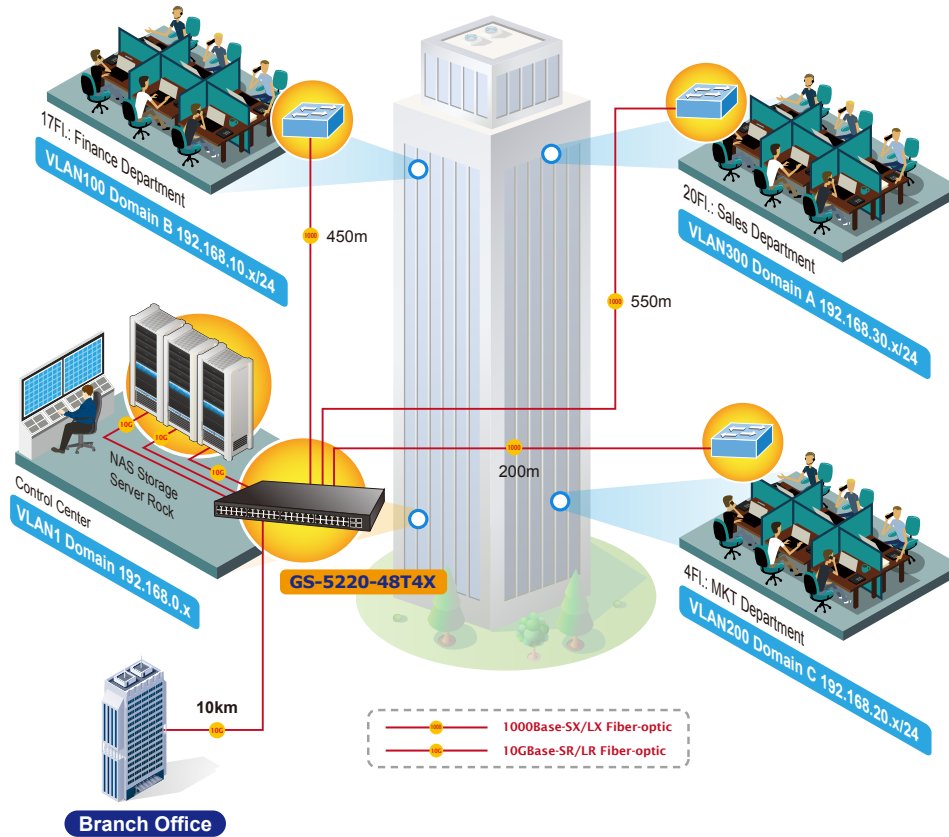 17Fl.: Finance Department
VLAN100 Domain B 192.168.10.x/24
1000
450m
20Fl.: Sales Department
VLAN300 Domain A 192.168.30.x/24
1000
550m
10G
10G
10G
NAS Storage
Server Rock
Control Center
VLAN1 Domain 192.168.0.x
1000
200m
GS-5220-48T4X
4Fl.: MKT Department
VLAN200 Domain C 192.168.20.x/24
10km
10G
Branch Office
1000 1000Base-SX/LX Fiber-optic
10G 10GBase-SR/LR Fiber-optic